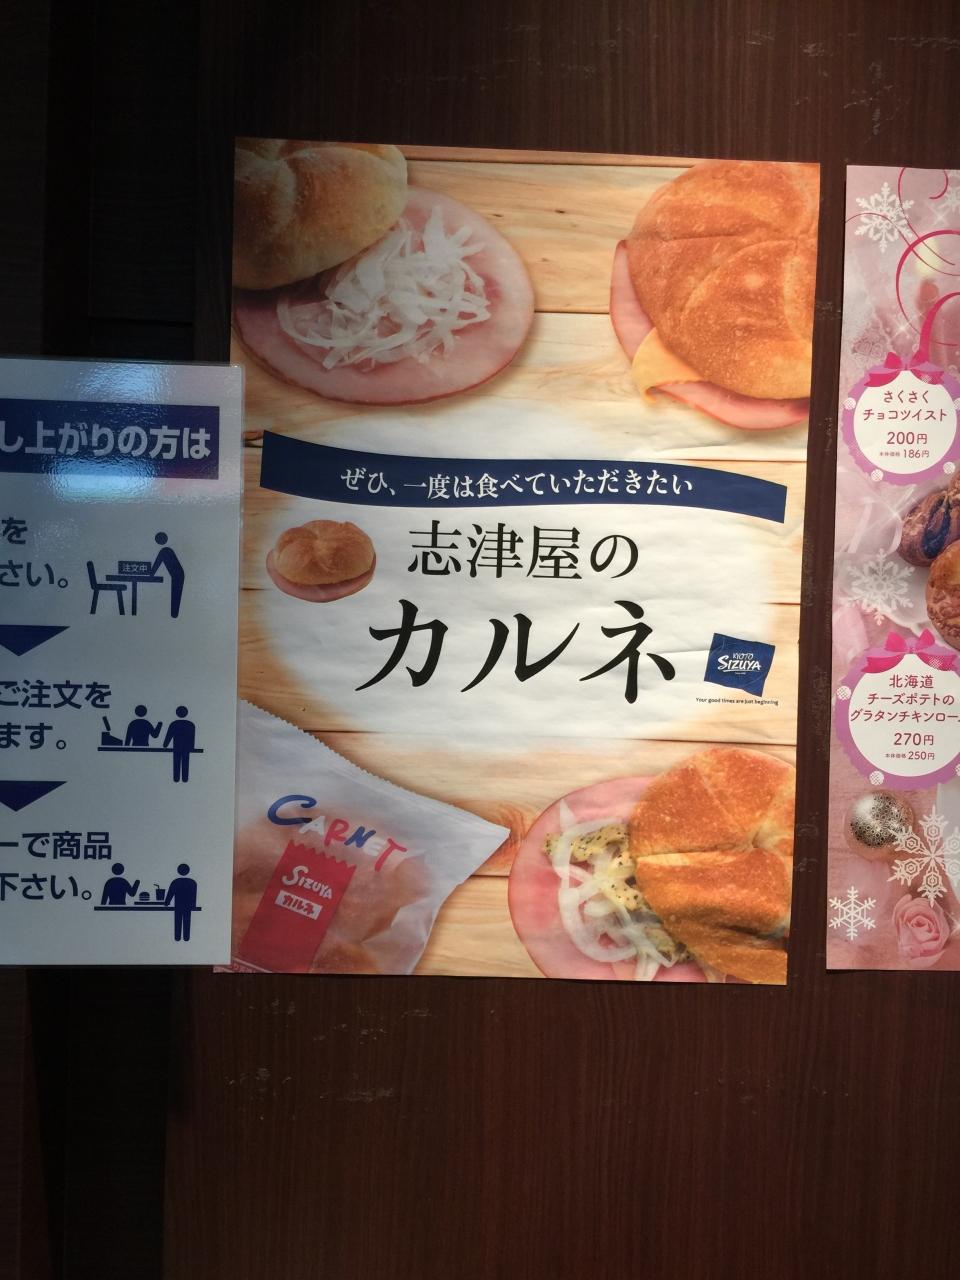 し上がりの方は
を
さい。
注文中
ご注文を
ます。
ーで商品
下さい。
ぜひ、一度は食べていただきたい
志津屋の
カルネ
KYOTO
SIZUYA
Your good times are just beginning
CARNET
SIZUYA
カルネ
さくさく
チョコツイスト
200円
本体価格 186円
北海道
チーズポテトの
グラタンチキンロー
270円
本体価格 250円